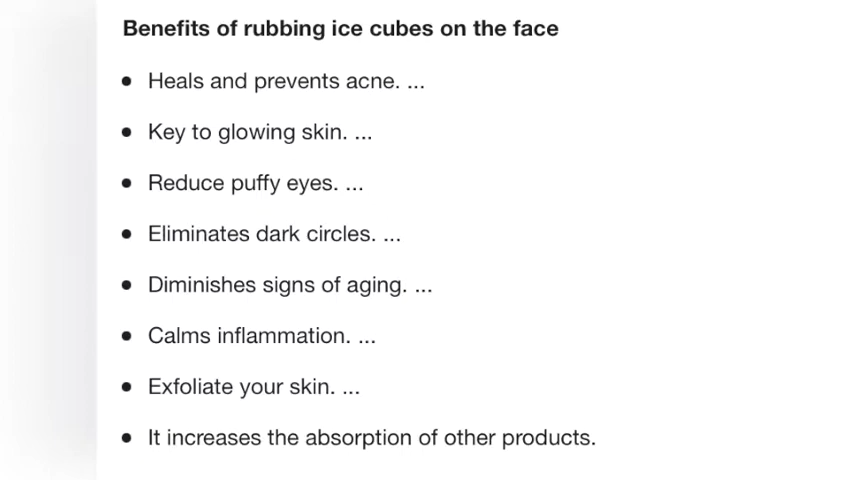 Benefits of rubbing ice cubes on the face
• Heals and prevents acne. ...
• Key to glowing skin. ...
• Reduce puffy eyes. ...
• Eliminates dark circles. ...
• Diminishes signs of aging. ...
• Calms inflammation. ...
• Exfoliate your skin. ...
• It increases the absorption of other products.